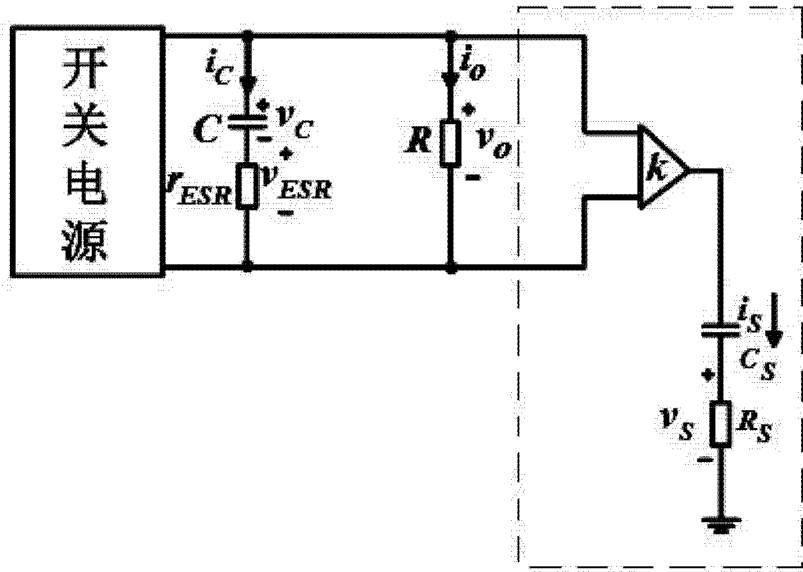 开关电源
i_C
C
v_C
r_ESR
v_ESR
i_o
R
v_o
k
i_S
C_S
v_S
R_S